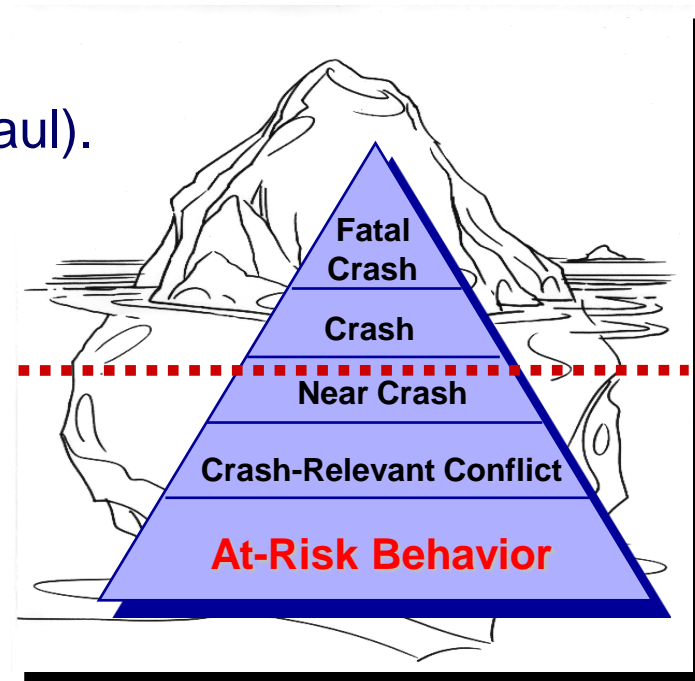 aul).
Fatal
Crash
Crash
Near Crash
Crash-Relevant Conflict
At-Risk Behavior